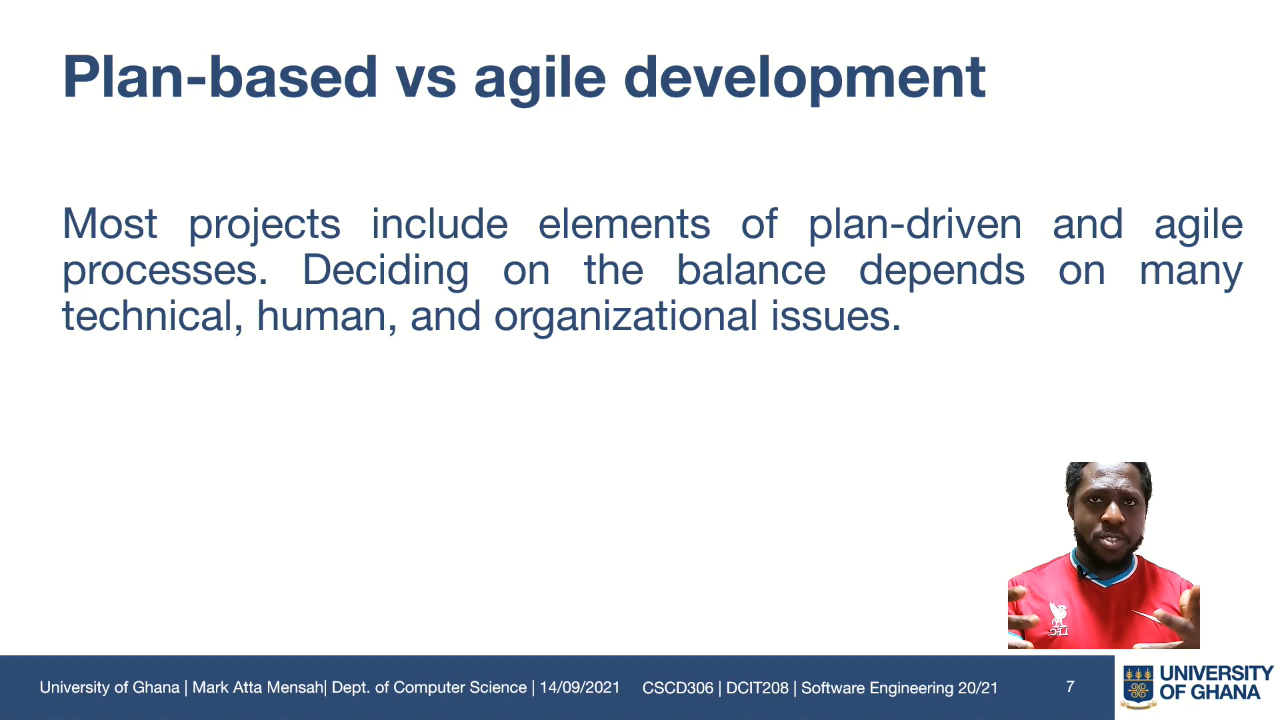 Plan-based vs agile development
Most projects include elements of plan-driven and agile
processes. Deciding on the balance depends on many
technical, human, and organizational issues.
LFC
University of Ghana | Mark Atta Mensah| Dept. of Computer Science | 14/09/2021
CSCD306 | DCIT208 | Software Engineering 20/21
7
UNIVERSITY
OF GHANA